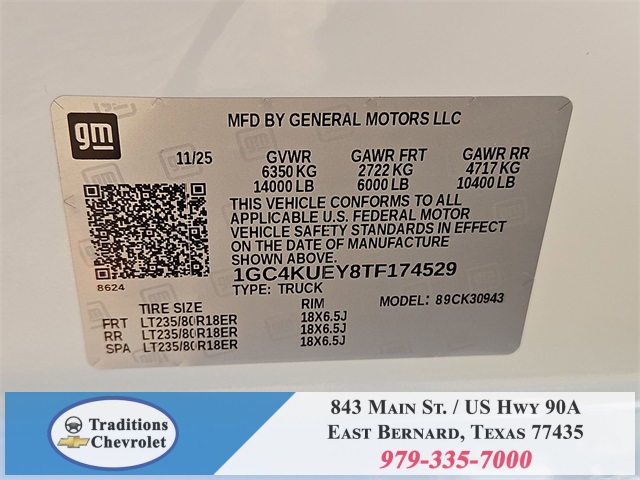 gm
MFD BY GENERAL MOTORS LLC
11/25 GVWR GAWR FRT GAWR RR
6350 KG 2722 KG 4717 KG
14000 LB 6000 LB 10400 LB
THIS VEHICLE CONFORMS TO ALL
APPLICABLE U.S. FEDERAL MOTOR
VEHICLE SAFETY STANDARDS IN
EFFECT ON THE DATE OF
MANUFACTURE SHOWN ABOVE.
1GC4KUEY8TF174529
8624 TYPE: TRUCK MODEL: 89CK30943
TIRE SIZE RIM
FRT LT235/80R18ER 18X6.5J
RR LT235/80R18ER 18X6.5J
SPA LT235/80R18ER 18X6.5J
Traditions
Chevrolet
843 Main St. / US Hwy 90A
East Bernard, Texas 77435
979-335-7000